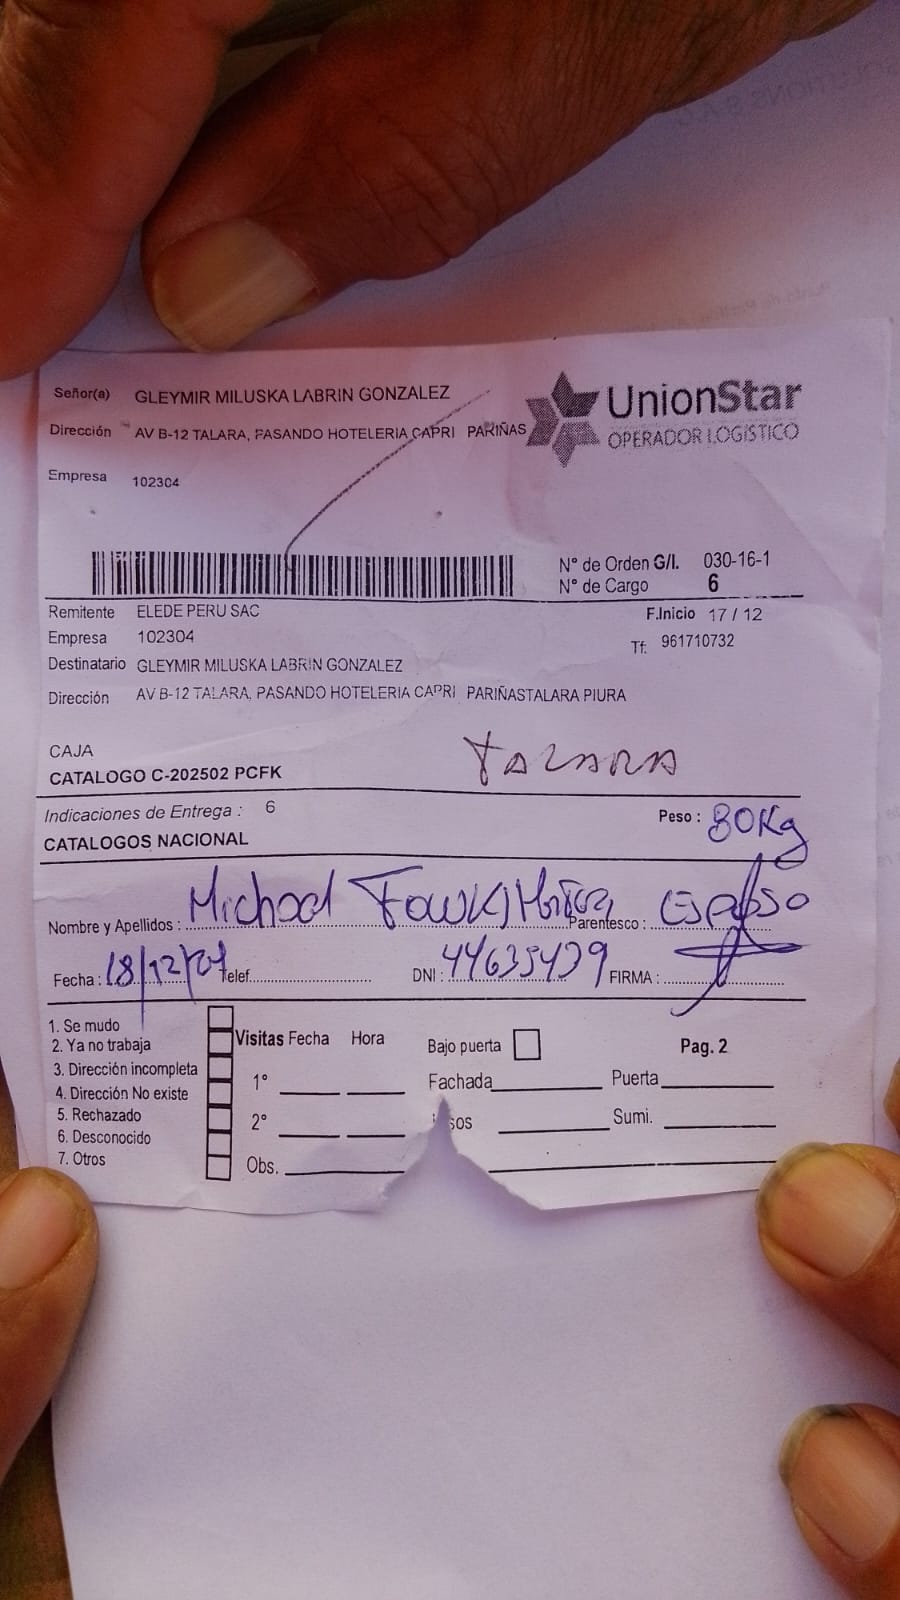 Señor(a) GLEYMIR MILUSKA LABRIN GONZALEZ
UnionStar
OPERADOR LOGÍSTICO
Dirección AV B-12 TALARA, PASANDO HOTELERIA CAPRI PARIÑAS
Empresa 102304
N° de Orden G/I. 030-16-1
N° de Cargo 6
Remitente ELEDE PERU SAC
F.Inicio 17 / 12
Empresa 102304
Tf: 961710732
Destinatario GLEYMIR MILUSKA LABRIN GONZALEZ
Dirección AV B-12 TALARA, PASANDO HOTELERIA CAPRI PARIÑASTALARA PIURA
CAJA
TALARA
CATALOGO C-202502 PCFK
Indicaciones de Entrega : 6
Peso : 80Kg
CATALOGOS NACIONAL
Nombre y Apellidos : Michael Parentesco : Esposo
Fecha : 18/12/ Telef. DNI : 44635439 FIRMA :
1. Se mudo
2. Ya no trabaja
3. Dirección incompleta
4. Dirección No existe
5. Rechazado
6. Desconocido
7. Otros
Visitas Fecha Hora
1°
2°
Obs.
Bajo puerta
Pag. 2
Fachada Puerta
Sumi.